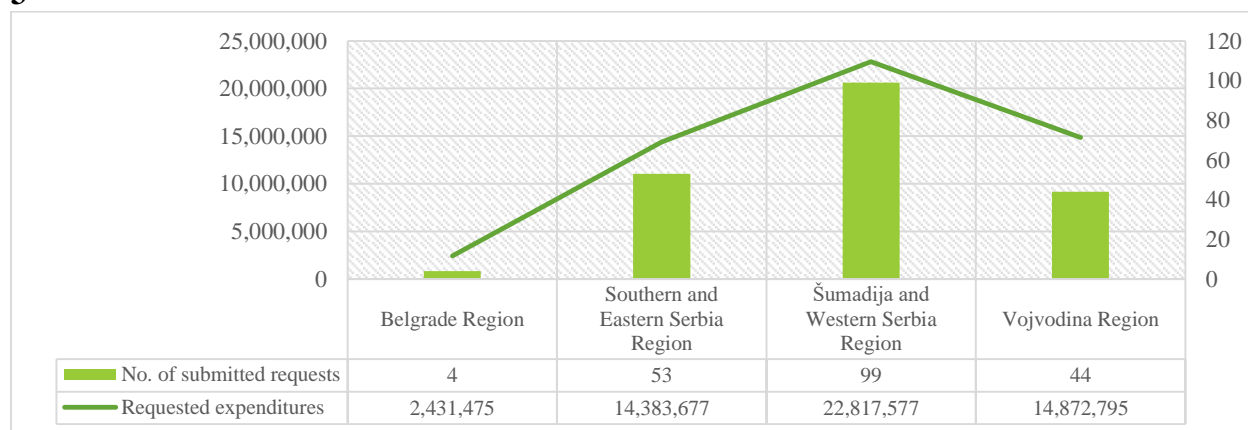 25,000,000
20,000,000
15,000,000
10,000,000
5,000,000
0
120
100
80
60
40
20
0
Belgrade Region
Southern and
Eastern Serbia
Region
Šumadija and
Western Serbia
Region
Vojvodina Region
No. of submitted requests 4 53 99 44
Requested expenditures 2,431,475 14,383,677 22,817,577 14,872,795